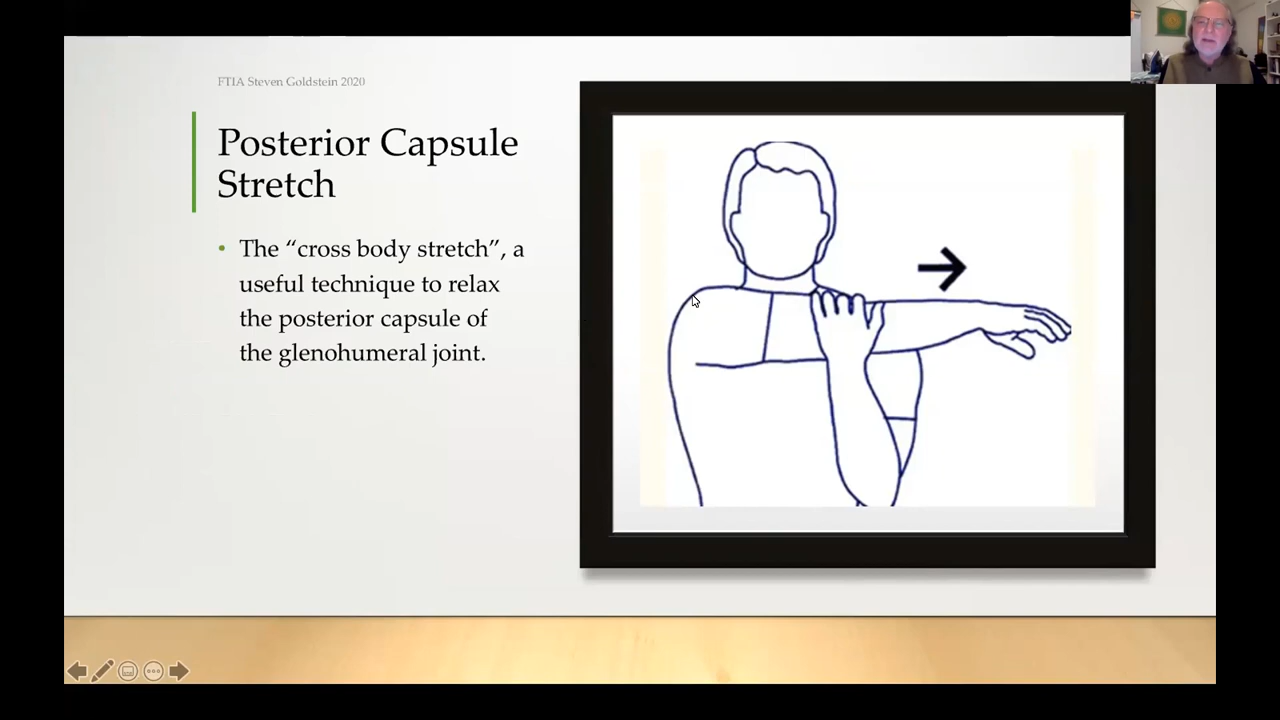 FTIA Steven Goldstein 2020
Posterior Capsule
Stretch
• The “cross body stretch”, a
useful technique to relax
the posterior capsule of
the glenohumeral joint.